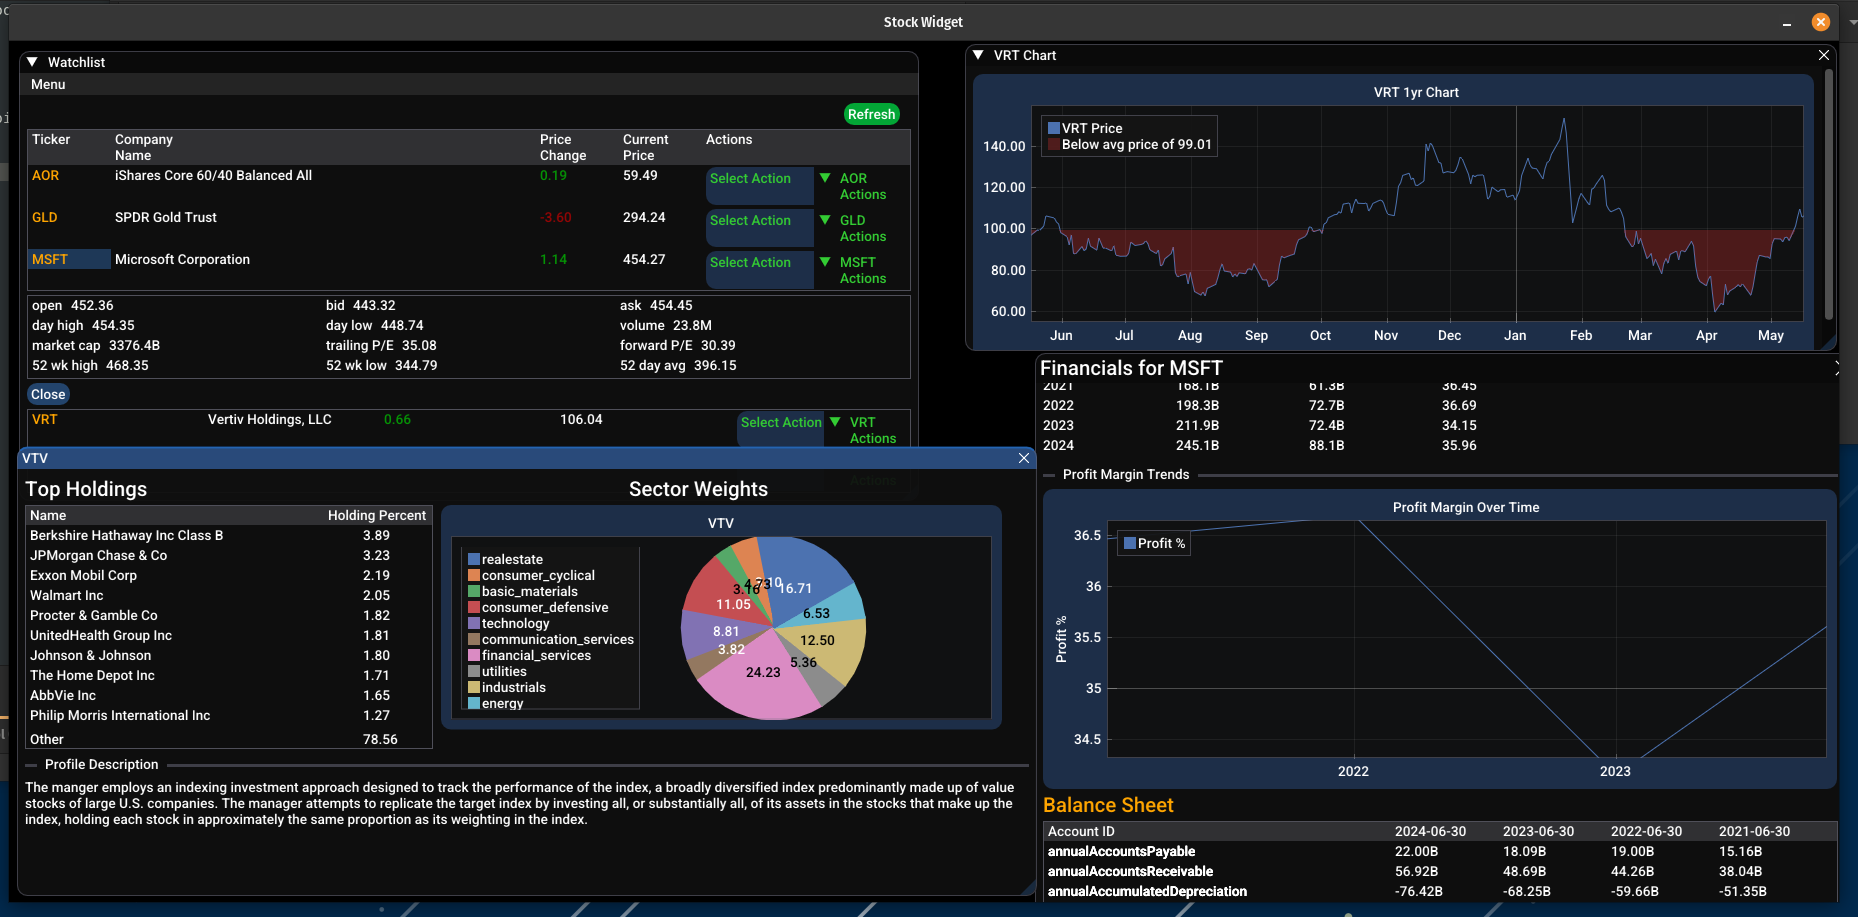 Stock Widget
Watchlist
Menu
Refresh
Ticker Company Name Price Change Current Price Actions
AOR iShares Core 60/40 Balanced All 0.19 59.49 Select Action AOR Actions
GLD SPDR Gold Trust -3.60 294.24 Select Action GLD Actions
MSFT Microsoft Corporation 1.14 454.27 Select Action MSFT Actions
open 452.36 bid 443.32 ask 454.45
day high 454.35 day low 448.74 volume 23.8M
market cap 3376.4B trailing P/E 35.08 forward P/E 30.39
52 wk high 468.35 52 wk low 344.79 52 day avg 396.15
Close
VRT Vertiv Holdings, LLC 0.66 106.04 Select Action VRT Actions
VRT Chart
VRT 1yr Chart
VRT Price
Below avg price of 99.01
140.00
120.00
100.00
80.00
60.00
Jun Jul Aug Sep Oct Nov Dec Jan Feb Mar Apr May
VTV
Top Holdings
Name Holding Percent
Berkshire Hathaway Inc Class B 3.89
JPMorgan Chase & Co 3.23
Exxon Mobil Corp 2.19
Walmart Inc 2.05
Procter & Gamble Co 1.82
UnitedHealth Group Inc 1.81
Johnson & Johnson 1.80
The Home Depot Inc 1.71
AbbVie Inc 1.65
Philip Morris International Inc 1.27
Other 78.56
Sector Weights
VTV
realestate
consumer_cyclical
basic_materials
consumer_defensive
technology
communication_services
financial_services
utilities
industrials
energy
16.71
6.53
12.50
5.36
24.23
3.82
8.81
11.05
3.16
4.73
Profile Description
The manger employs an indexing investment approach designed to track the performance of the index, a broadly diversified index predominantly made up of value
stocks of large U.S. companies. The manager attempts to replicate the target index by investing all, or substantially all, of its assets in the stocks that make up the
index, holding each stock in approximately the same proportion as its weighting in the index.
Financials for MSFT
2021 168.1B 61.3B 36.45
2022 198.3B 72.7B 36.69
2023 211.9B 72.4B 34.15
2024 245.1B 88.1B 35.96
Profit Margin Trends
Profit Margin Over Time
Profit %
Profit %
36.5
36
35.5
35
34.5
2022 2023
Balance Sheet
Account ID 2024-06-30 2023-06-30 2022-06-30 2021-06-30
annualAccountsPayable 22.00B 18.09B 19.00B 15.16B
annualAccountsReceivable 56.92B 48.69B 44.26B 38.04B
annualAccumulatedDepreciation -76.42B -68.25B -59.66B -51.35B